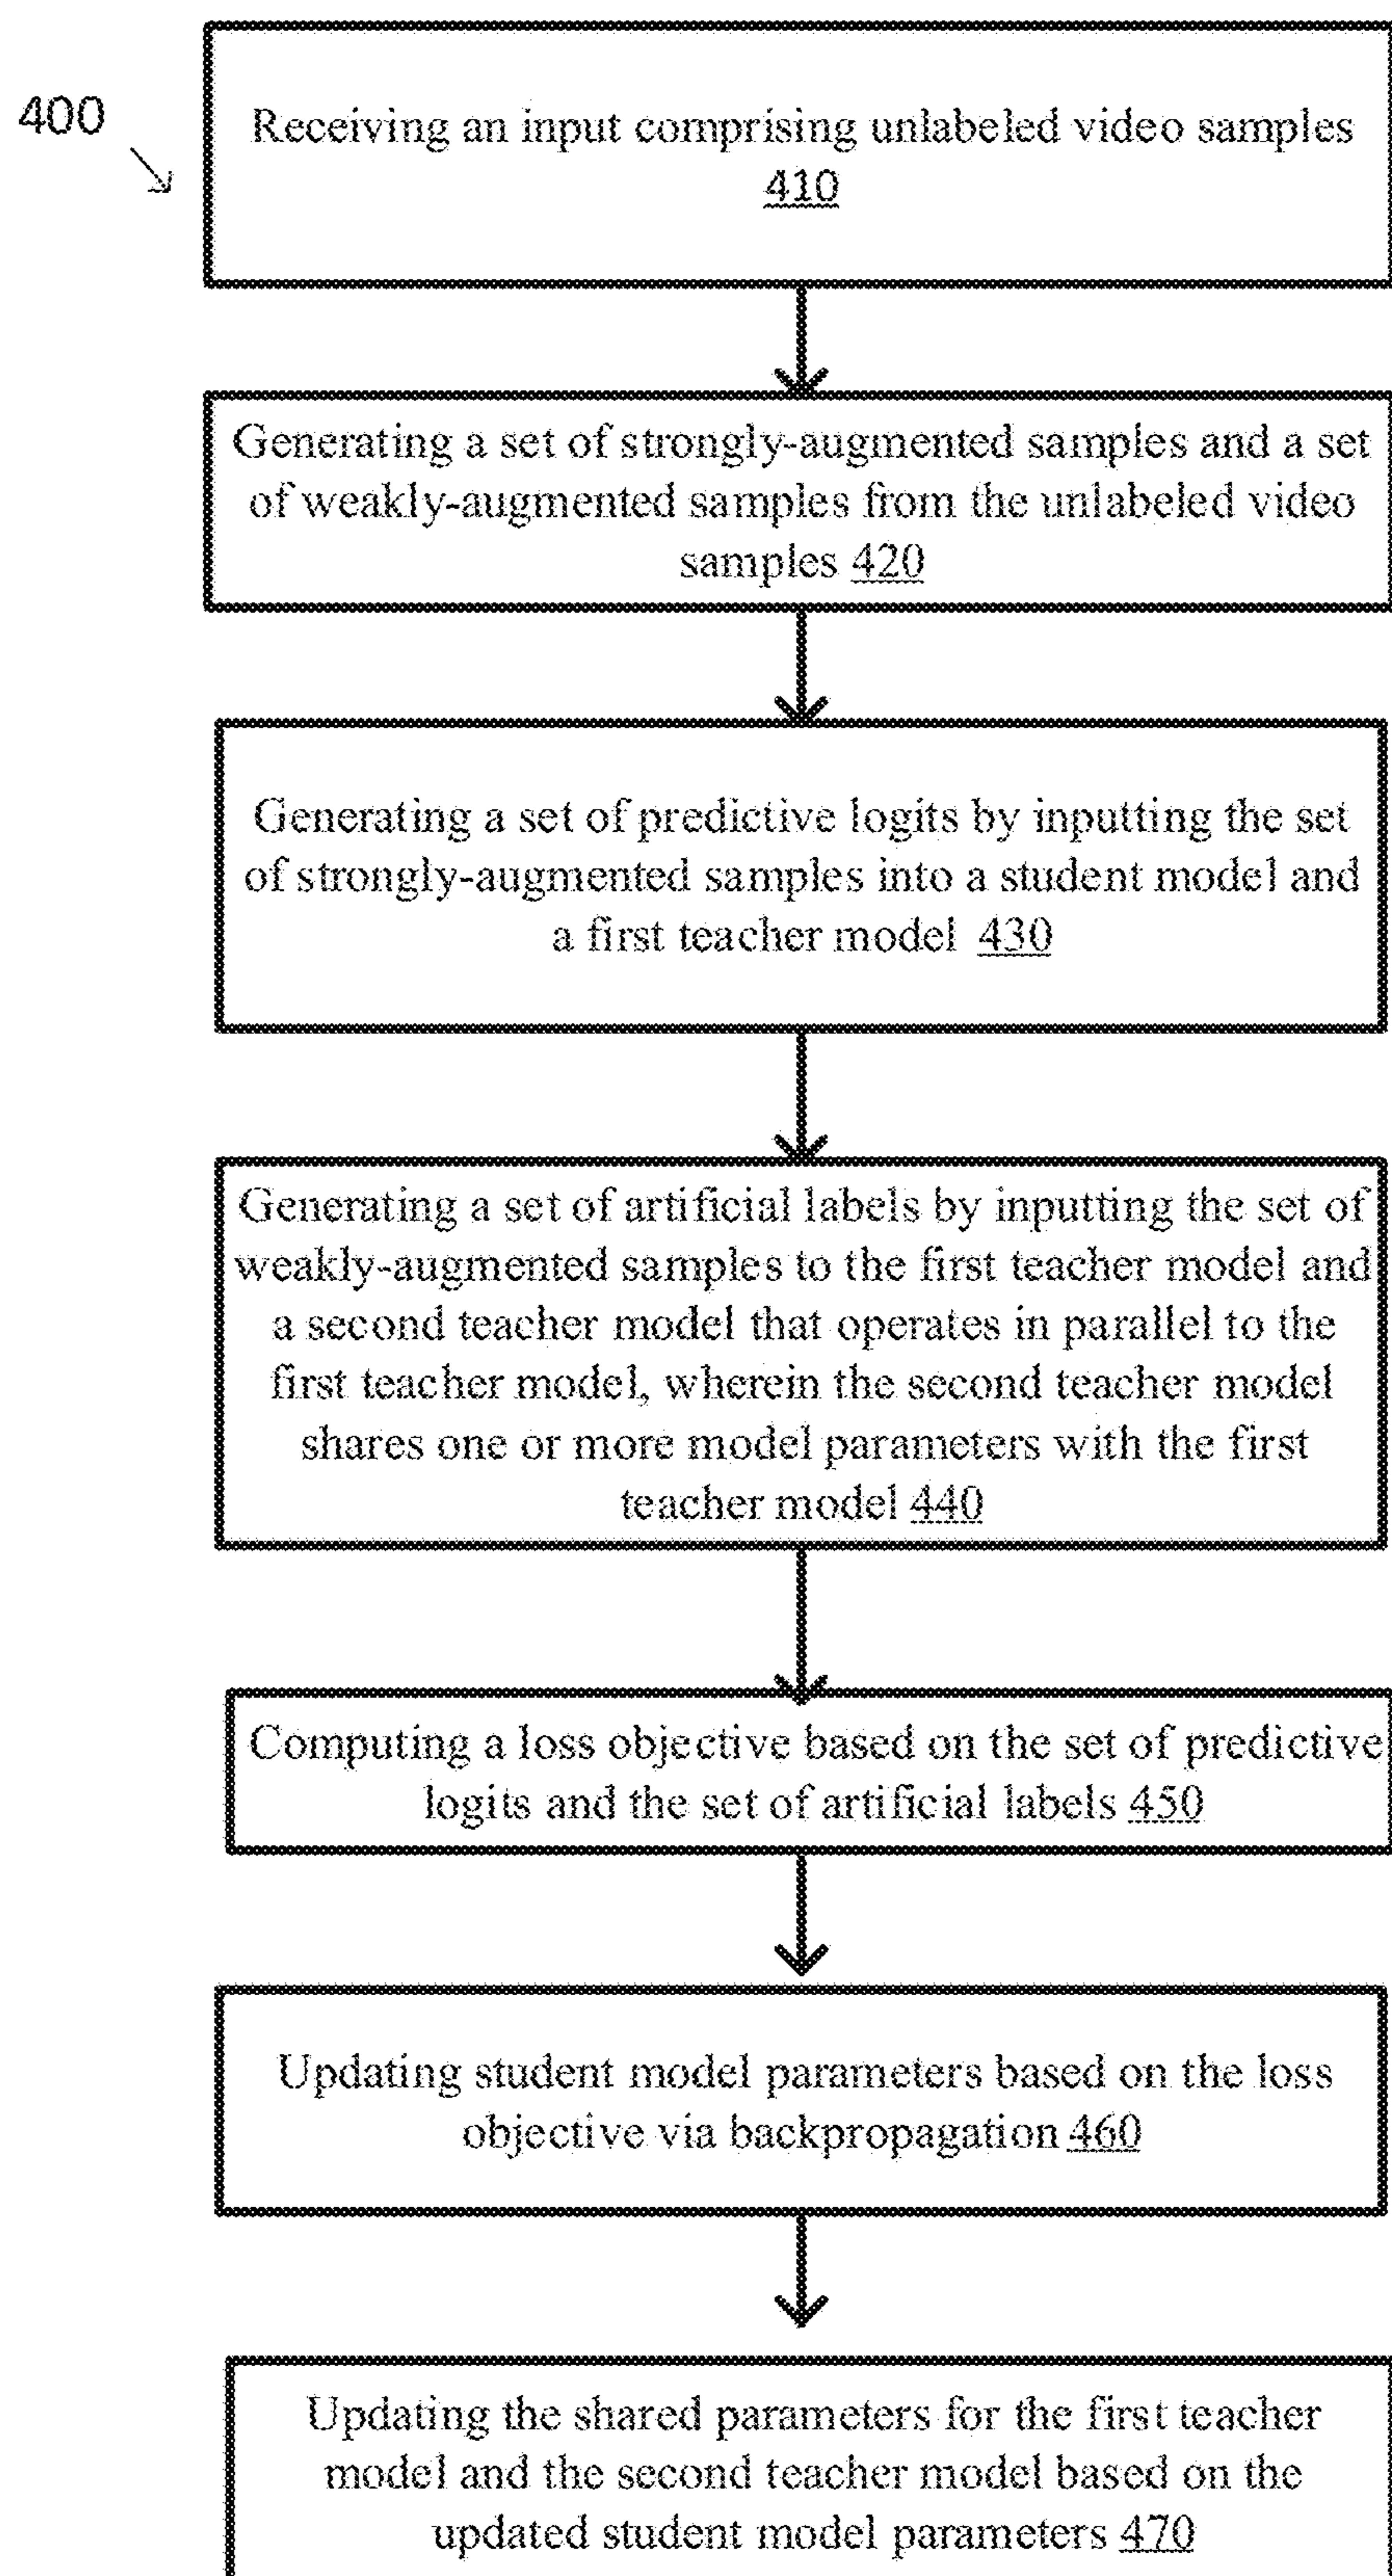 400
Receiving an input comprising unlabeled video samples
410
Generating a set of strongly-augmented samples and a set
of weakly-augmented samples from the unlabeled video
samples 420
Generating a set of predictive logits by inputting the set
of strongly-augmented samples into a student model and
a first teacher model 430
Generating a set of artificial labels by inputting the set of
weakly-augmented samples to the first teacher model and
a second teacher model that operates in parallel to the
first teacher model, wherein the second teacher model
shares one or more model parameters with the first
teacher model 440
Computing a loss objective based on the set of predictive
logits and the set of artificial labels 450
Updating student model parameters based on the loss
objective via backpropagation 460
Updating the shared parameters for the first teacher
model and the second teacher model based on the
updated student model parameters 470